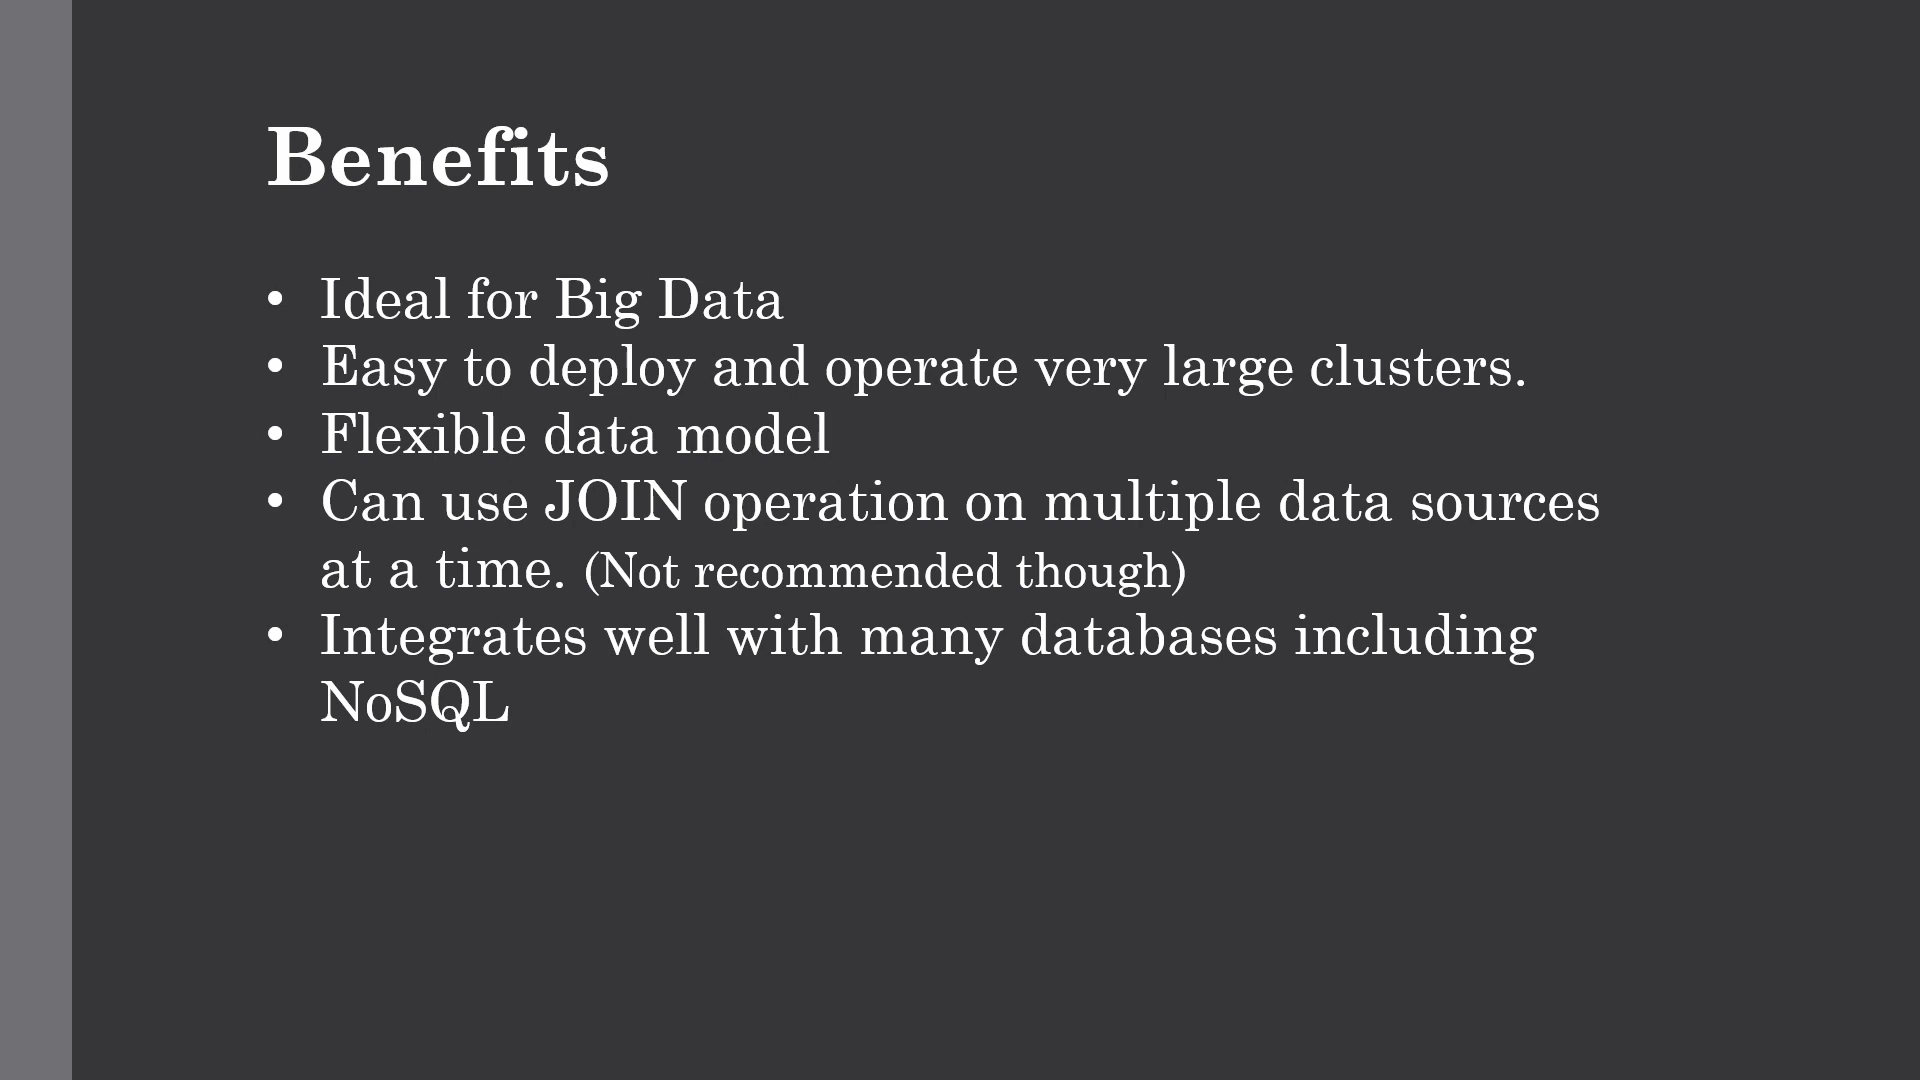 Benefits
• Ideal for Big Data
• Easy to deploy and operate very large clusters.
• Flexible data model
• Can use JOIN operation on multiple data sources
at a time. (Not recommended though)
• Integrates well with many databases including
NoSQL